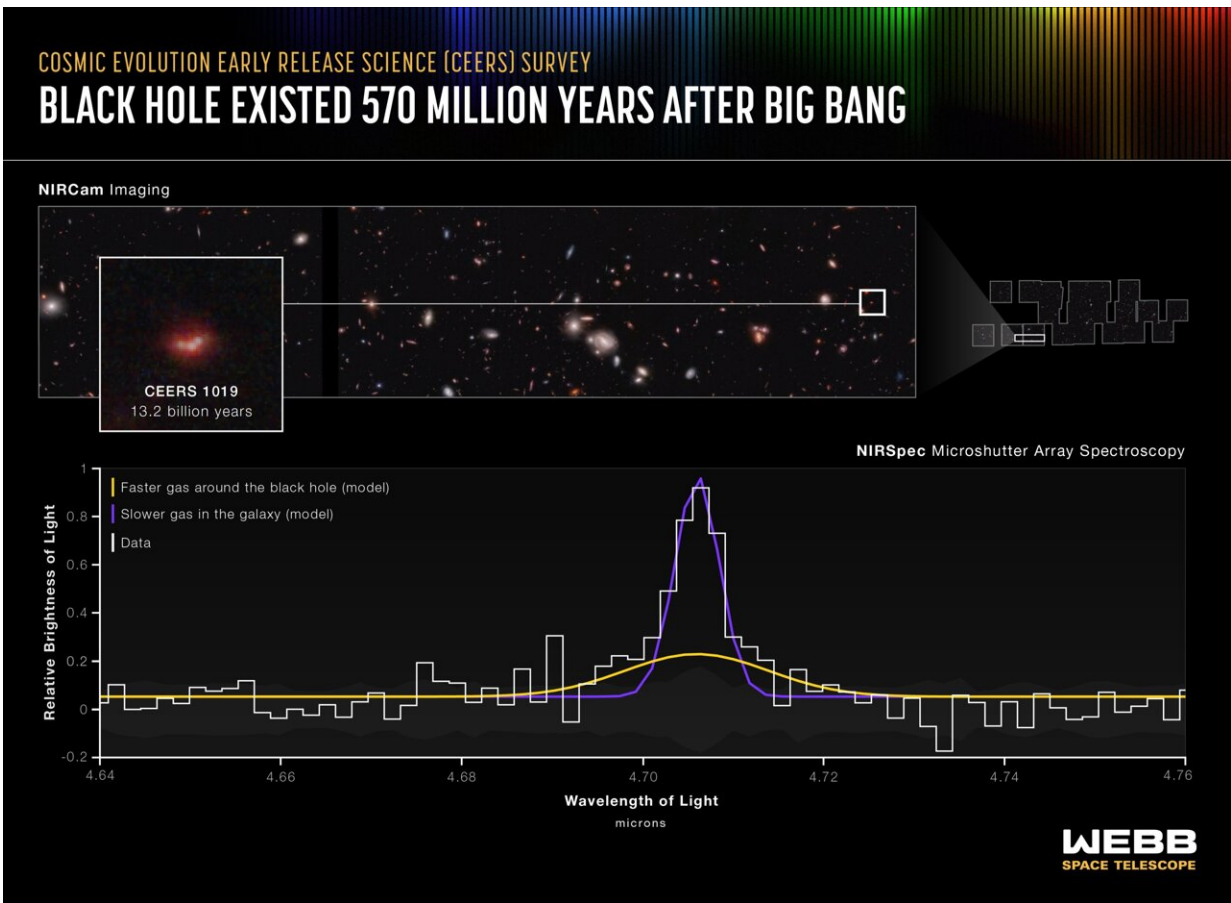 COSMIC EVOLUTION EARLY RELEASE SCIENCE (CEERS) SURVEY
BLACK HOLE EXISTED 570 MILLION YEARS AFTER BIG BANG
NIRCam Imaging
CEERS 1019
13.2 billion years
NIRSpec Microshutter Array Spectroscopy
Relative Brightness of Light
1
0.8
0.6
0.4
0.2
0
-0.2
Faster gas around the black hole (model)
Slower gas in the galaxy (model)
Data
4.64 4.66 4.68 4.70 4.72 4.74 4.76
Wavelength of Light
microns
WEBB
SPACE TELESCOPE